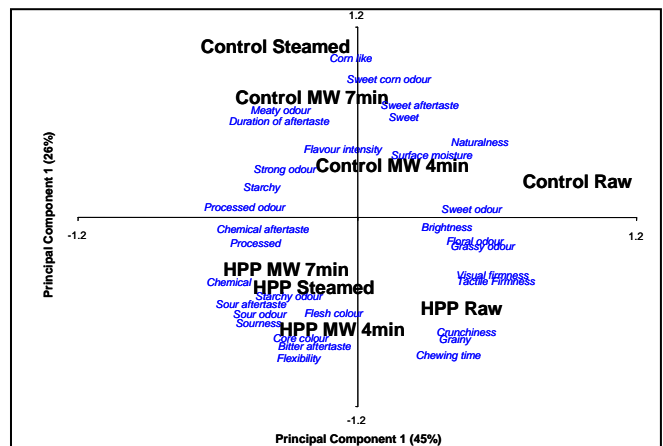 1.2
Control Steamed
Corn like
Sweet corn odour
Control MW 7min
Sweet aftertaste
Meaty odour
Sweet
Duration of aftertaste
Naturalness
Flavour intensity
Surface moisture
Control MW 4min
Strong odour
Control Raw
Starchy
Processed odour
Sweet odour
-1.2
1.2
Principal Component 1 (26%)
Chemical aftertaste
Brightness
Processed
Floral odour
Grassy odour
HPP MW 7min
Visual firmness
Chemical
Tactile Firmness
HPP Steamed
Starchy odour
Sour aftertaste
HPP Raw
Sour odour
Flesh colour
Sourness
HPP MW 4min
Crunchiness
Core colour
Grainy
Bitter aftertaste
Chewing time
Flexibility
-1.2
Principal Component 1 (45%)